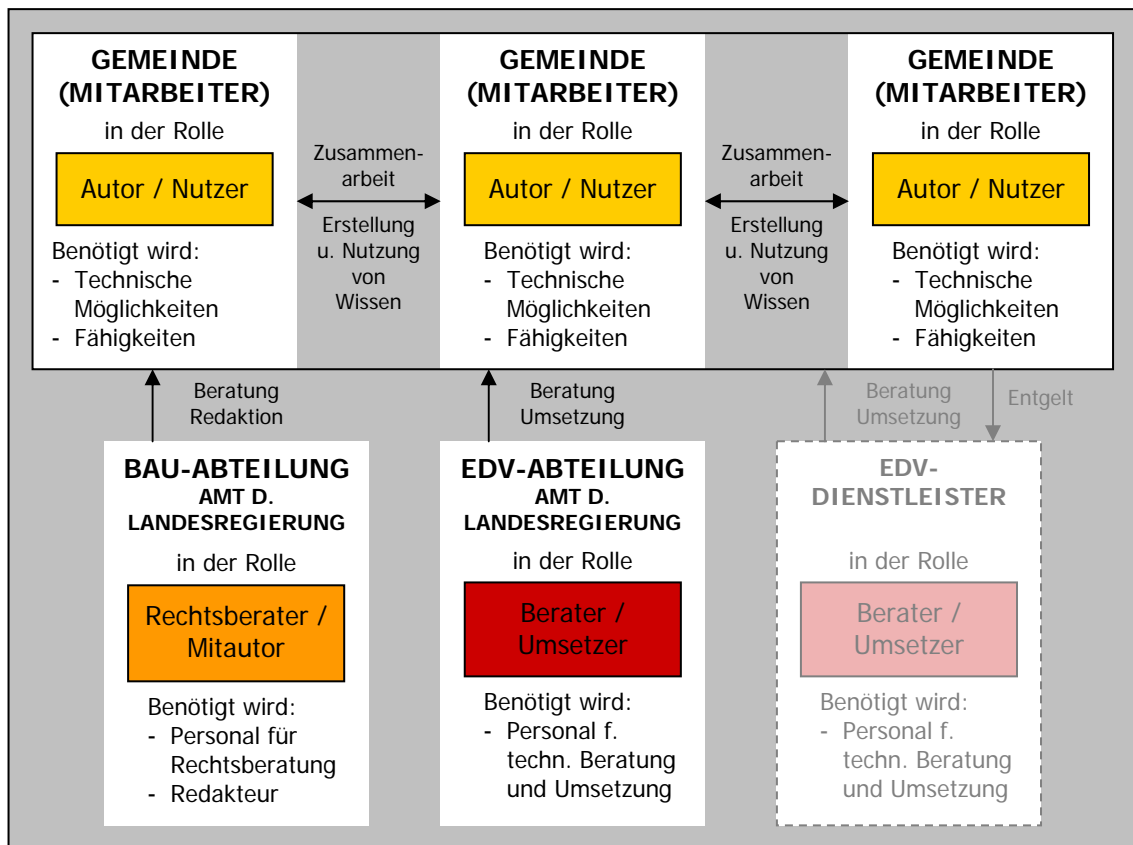 GEMEINDE
(MITARBEITER)
in der Rolle
Autor / Nutzer
Benötigt wird:
- Technische
Möglichkeiten
- Fähigkeiten
Zusammen-
arbeit
Erstellung
u. Nutzung
von
Wissen
GEMEINDE
(MITARBEITER)
in der Rolle
Autor / Nutzer
Benötigt wird:
- Technische
Möglichkeiten
- Fähigkeiten
Zusammen-
arbeit
Erstellung
u. Nutzung
von
Wissen
GEMEINDE
(MITARBEITER)
in der Rolle
Autor / Nutzer
Benötigt wird:
- Technische
Möglichkeiten
- Fähigkeiten
Beratung
Redaktion
Beratung
Umsetzung
Beratung
Umsetzung
Entgelt
BAU-ABTEILUNG
AMT D.
LANDESREGIERUNG
in der Rolle
Rechtsberater /
Mitautor
Benötigt wird:
- Personal für
Rechtsberatung
- Redakteur
EDV-ABTEILUNG
AMT D.
LANDESREGIERUNG
in der Rolle
Berater /
Umsetzer
Benötigt wird:
- Personal f.
techn. Beratung
und Umsetzung
EDV-
DIENSTLEISTER
in der Rolle
Berater /
Umsetzer
Benötigt wird:
- Personal f.
techn. Beratung
und Umsetzung